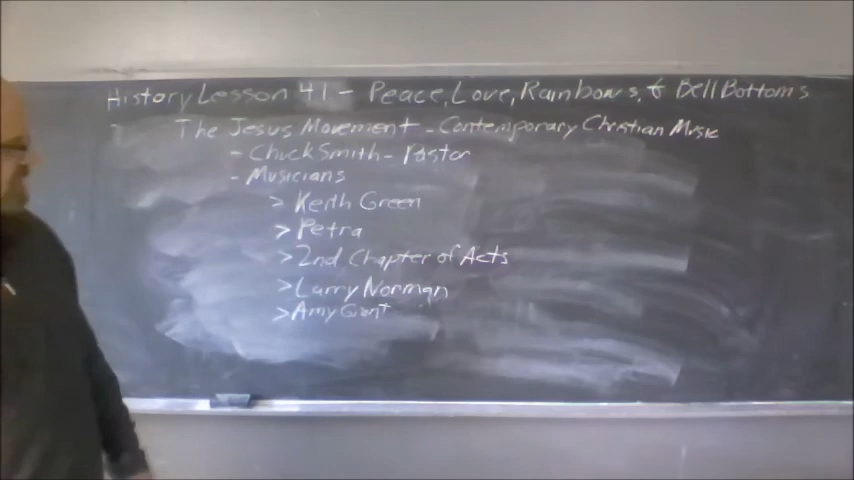 History Lesson 41 - Peace, Love, Rainbows, & Bell Bottoms
The Jesus Movement - Contemporary Christian Music
- Chuck Smith - Pastor
- Musicians
> Keith Green
> Petra
> 2nd Chapter of Acts
> Larry Norman
> Amy Grant